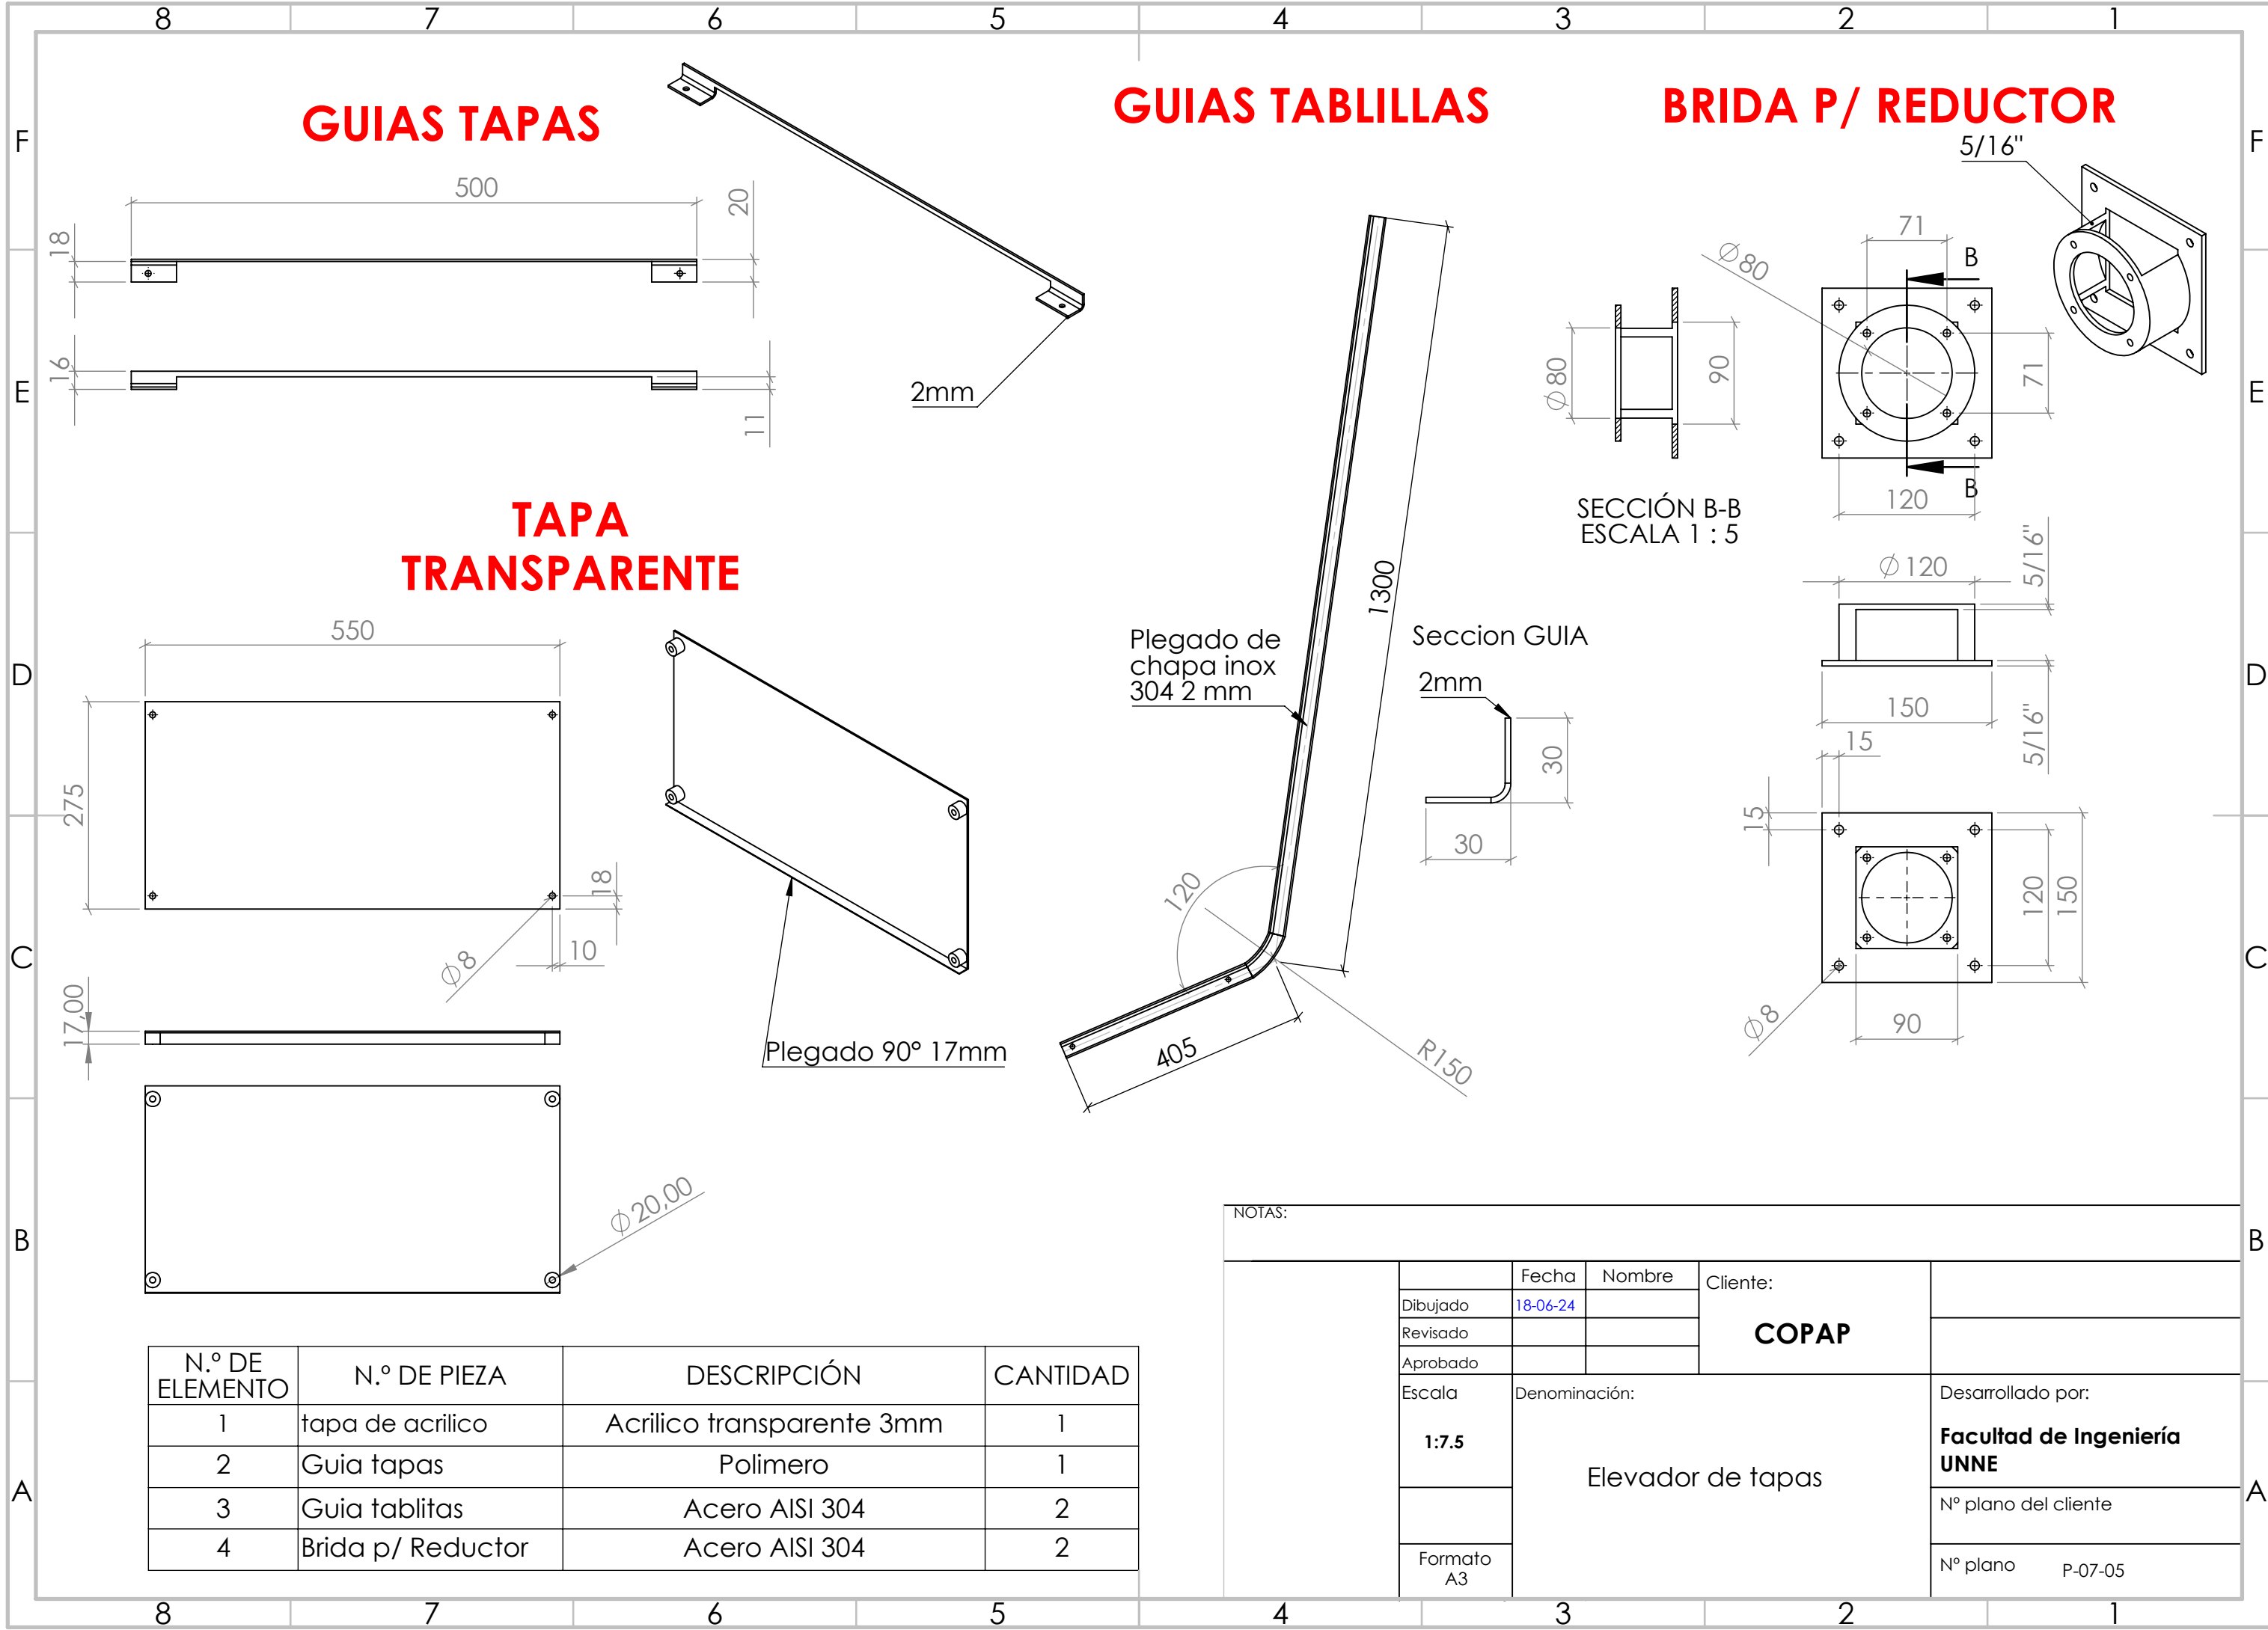 8 7 6 5 4 3 2 1
F
E
D
C
B
A
F
E
D
C
B
A
GUIAS TAPAS
500
20
18
16
11
2mm
TAPA
TRANSPARENTE
550
275
18
10
∅8
17,00
Plegado 90° 17mm
∅20,00
GUIAS TABLILLAS
1300
Plegado de
chapa inox
304 2 mm
Seccion GUIA
2mm
30
30
120
405
R150
BRIDA P/ REDUCTOR
5/16"
71
∅80
B
71
B
120
∅80
90
SECCIÓN B-B
ESCALA 1 : 5
∅120
5/16"
150
5/16"
15
15
120
150
∅8
90
N.º DE
ELEMENTO
N.º DE PIEZA
DESCRIPCIÓN
CANTIDAD
1 tapa de acrilico Acrilico transparente 3mm 1
2 Guia tapas Polimero 1
3 Guia tablitas Acero AISI 304 2
4 Brida p/ Reductor Acero AISI 304 2
NOTAS:
Fecha Nombre
Dibujado 18-06-24
Revisado
Aprobado
Cliente:
COPAP
Escala
1:7.5
Formato
A3
Denominación:
Elevador de tapas
Desarrollado por:
Facultad de Ingeniería
UNNE
Nº plano del cliente
Nº plano P-07-05
8 7 6 5 4 3 2 1